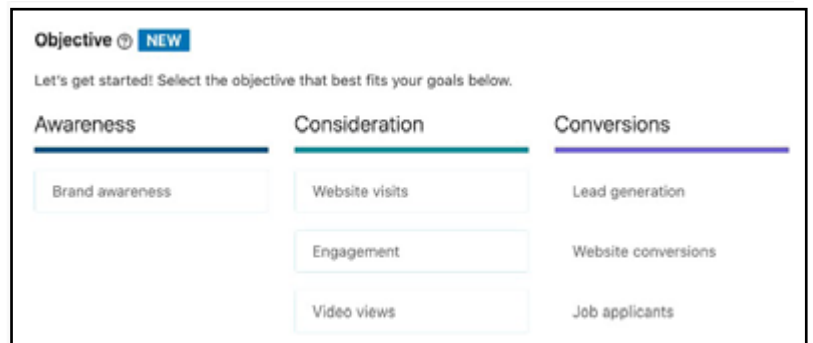 Objective ? NEW
Let's get started! Select the objective that best fits your goals below.
Awareness Consideration Conversions
Brand awareness Website visits Lead generation
Engagement Website conversions
Video views Job applicants